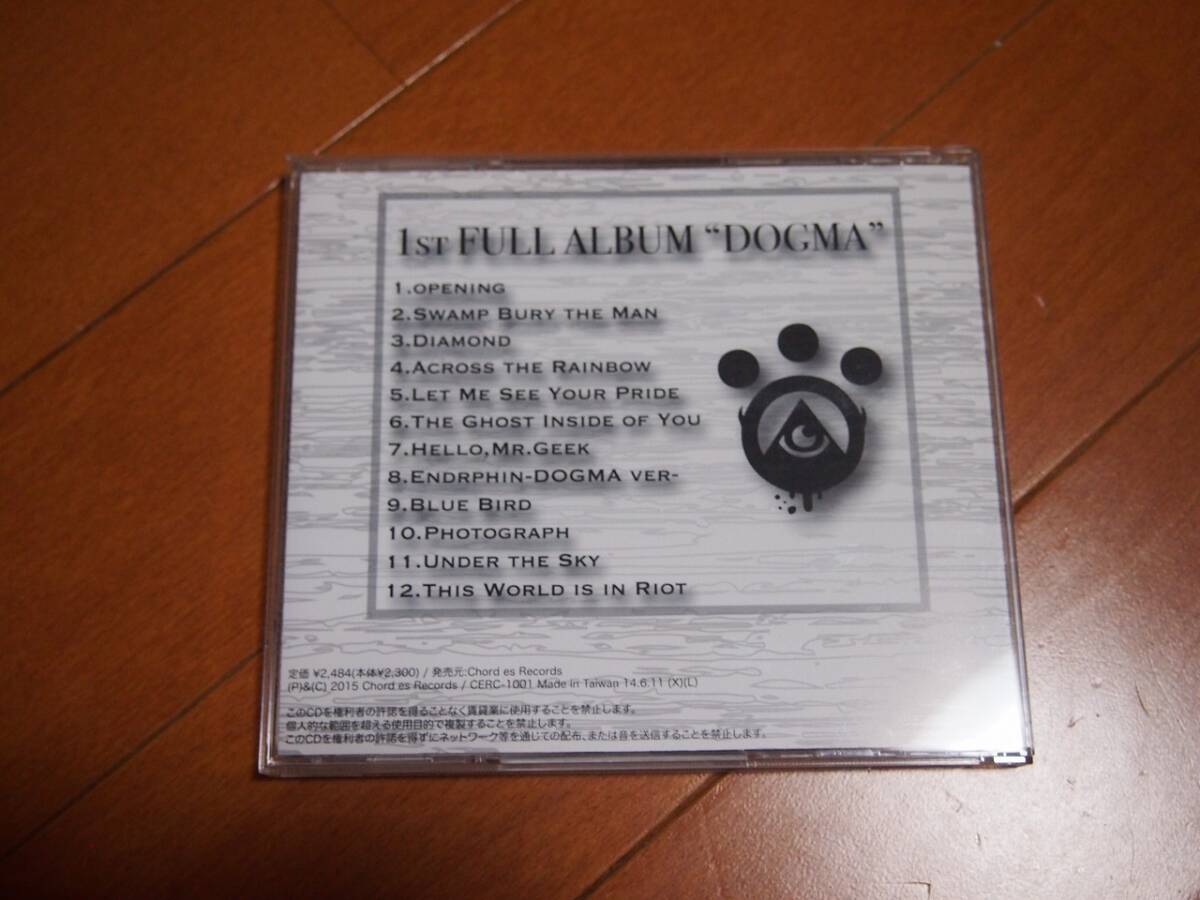 1ST FULL ALBUM “DOGMA”
1.OPENING
2.SWAMP BURY THE MAN
3.DIAMOND
4.ACROSS THE RAINBOW
5.LET ME SEE YOUR PRIDE
6.THE GHOST INSIDE OF YOU
7.HELLO,MR.GEEK
8.ENDRPHIN-DOGMA VER-
9.BLUE BIRD
10.PHOTOGRAPH
11.UNDER THE SKY
12.THIS WORLD IS IN RIOT
定価 ¥2,484(本体¥2,300) / 発売元:Chord es Records
(P)&(C) 2015 Chord es Records / CERC-1001 Made in Taiwan 14.6.11 (X)(L)
このCDを権利者の許諾を得ることなく賃貸業に使用することを禁止します。
個人的な範囲を超える使用目的で複製することを禁止します。
このCDを権利者の許諾を得ずにネットワーク等を通じての配布、または音を送信することを禁止します。